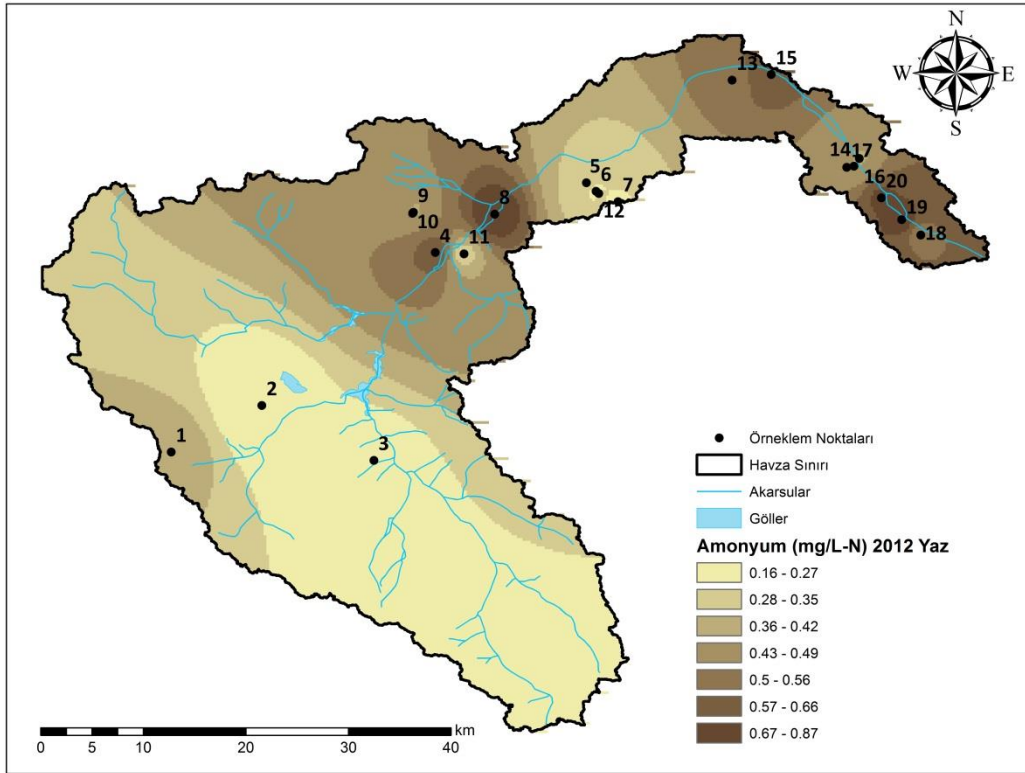 N
W
E
S
13
15
14
17
16
20
19
18
5
6
7
12
9
10
8
4
11
2
1
3
Örneklem Noktaları
Havza Sınırı
Akarsular
Göller
Amonyum (mg/L-N) 2012 Yaz
0.16 - 0.27
0.28 - 0.35
0.36 - 0.42
0.43 - 0.49
0.5 - 0.56
0.57 - 0.66
0.67 - 0.87
km
0 5 10 20 30 40